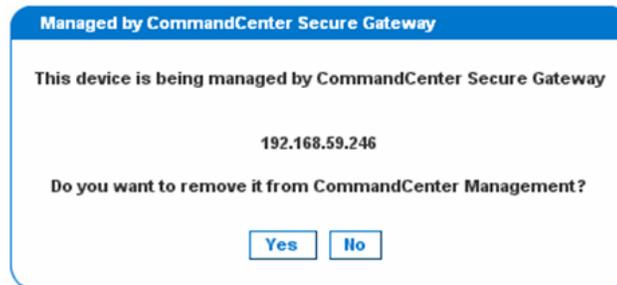 Managed by CommandCenter Secure Gateway
This device is being managed by CommandCenter Secure Gateway
192.168.59.246
Do you want to remove it from CommandCenter Management?
Yes No